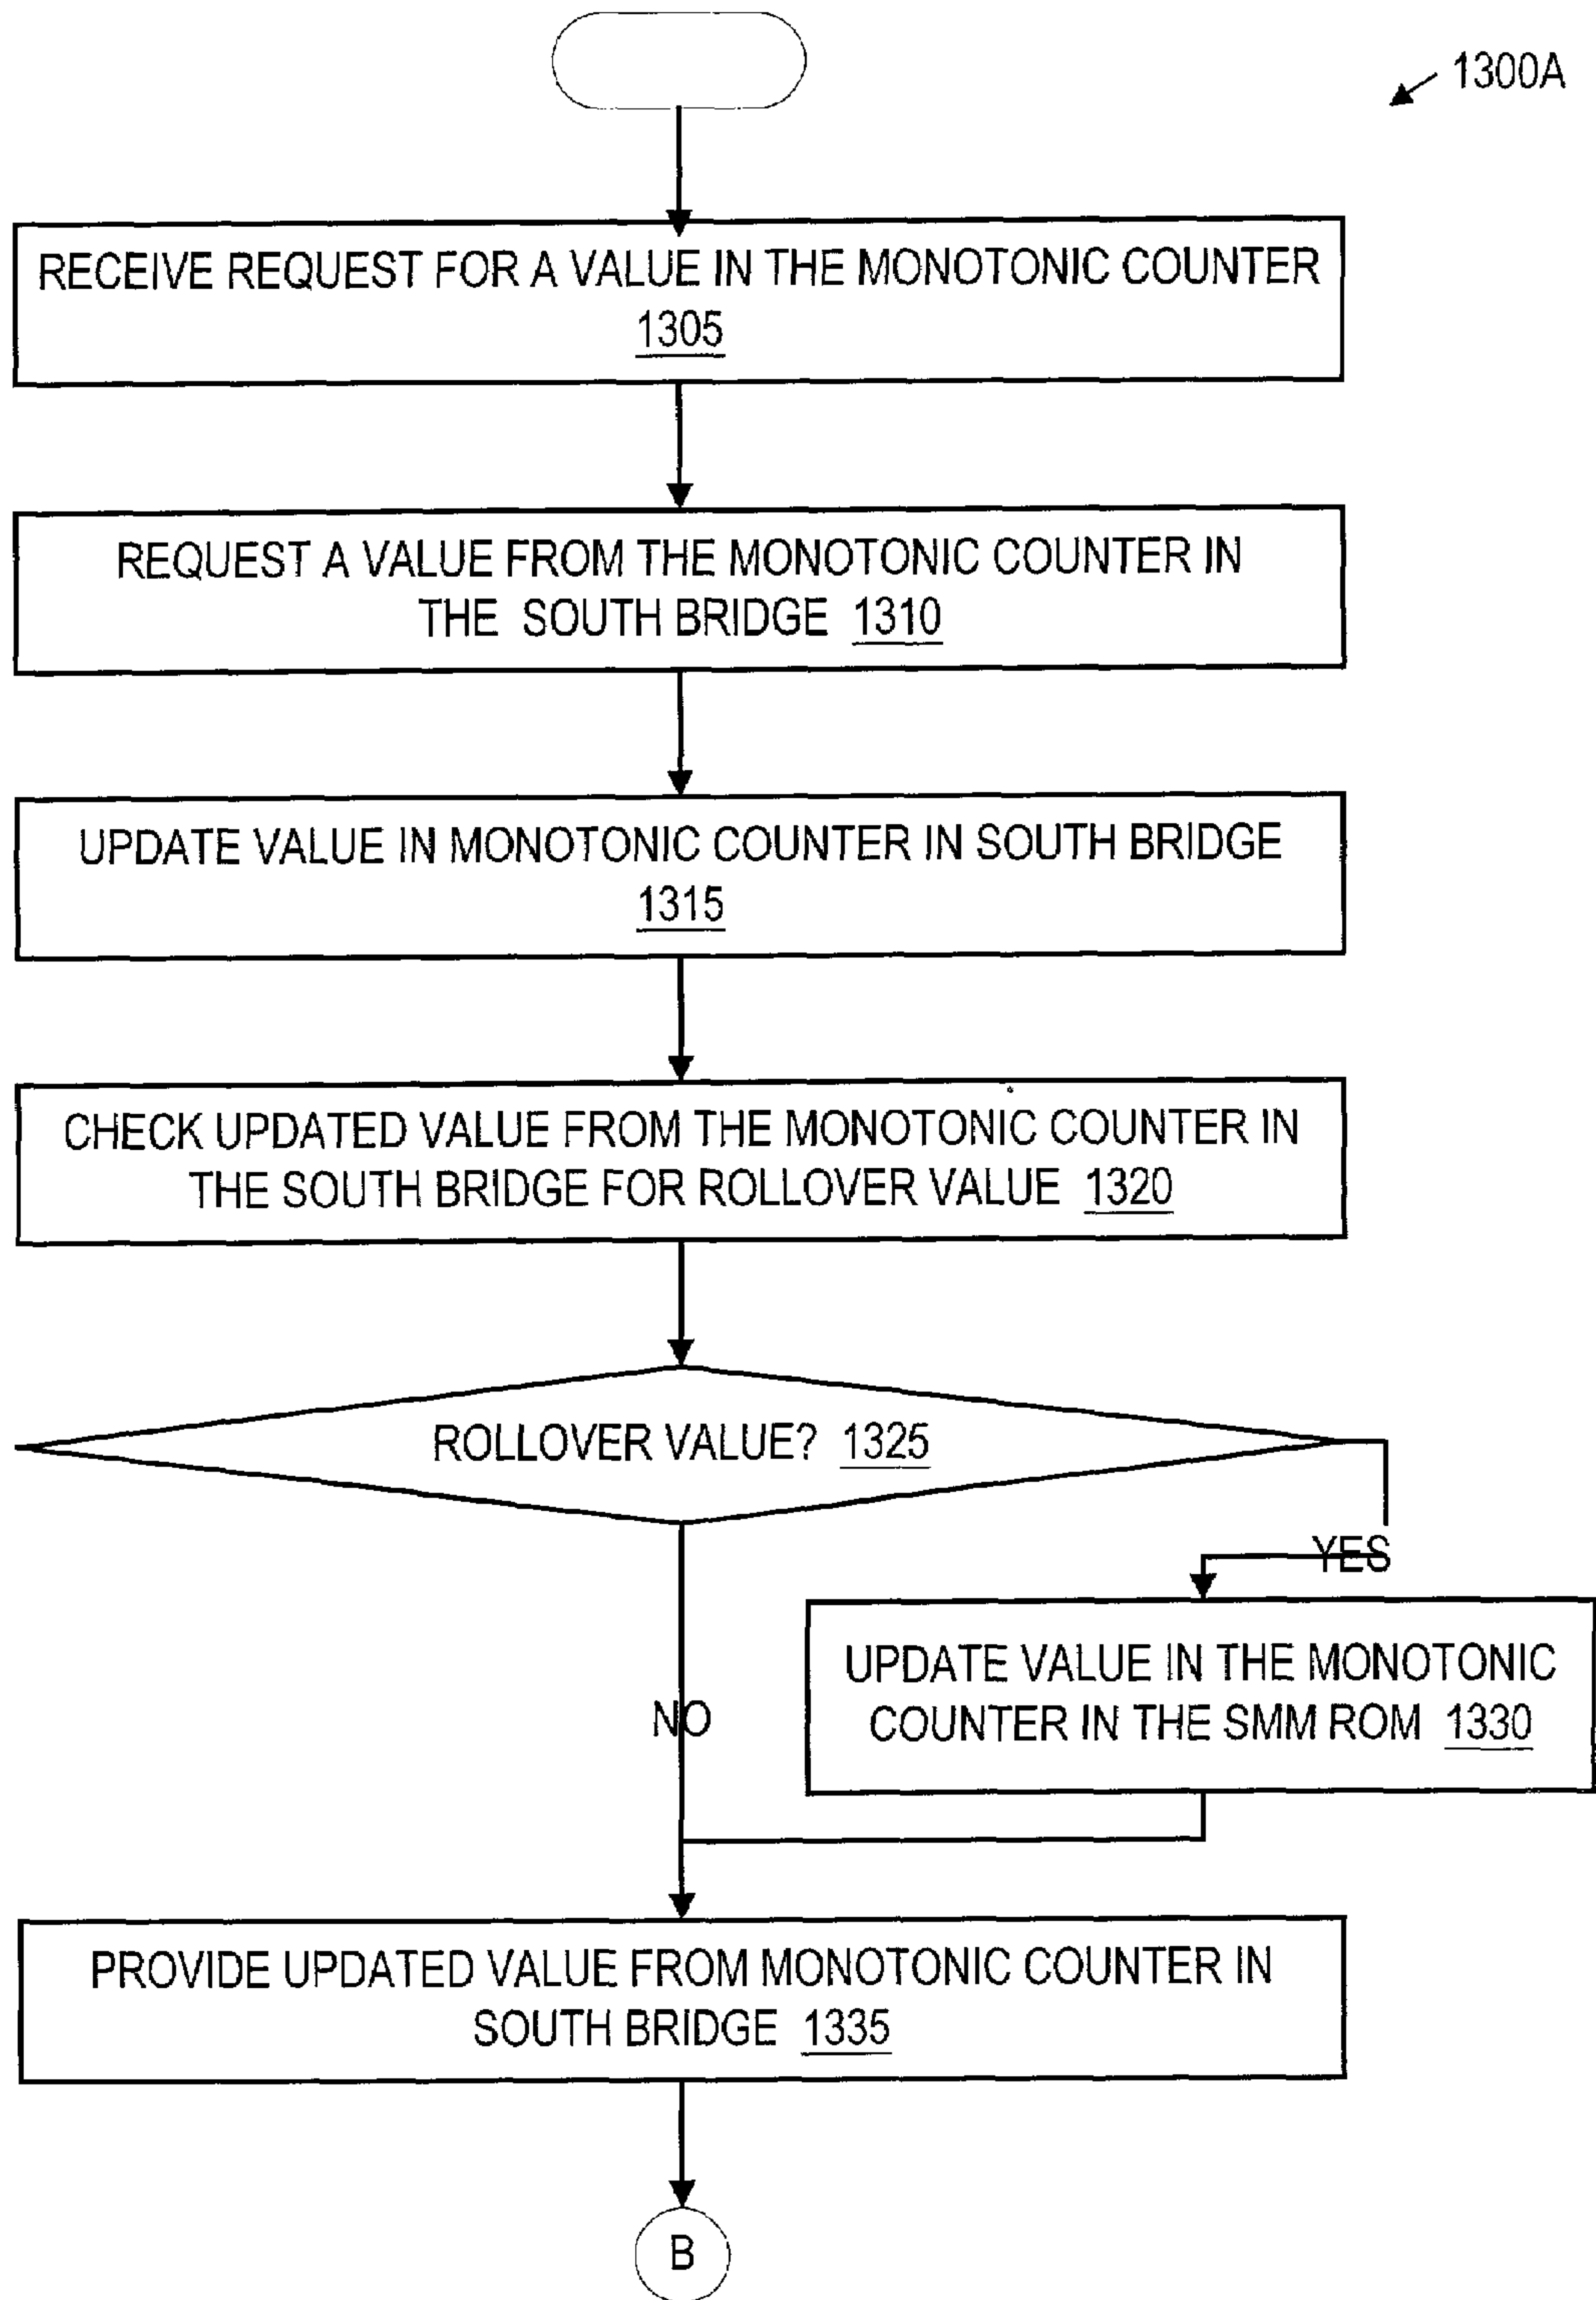 1300A
RECEIVE REQUEST FOR A VALUE IN THE MONOTONIC COUNTER
1305
REQUEST A VALUE FROM THE MONOTONIC COUNTER IN
THE SOUTH BRIDGE 1310
UPDATE VALUE IN MONOTONIC COUNTER IN SOUTH BRIDGE
1315
CHECK UPDATED VALUE FROM THE MONOTONIC COUNTER IN
THE SOUTH BRIDGE FOR ROLLOVER VALUE 1320
ROLLOVER VALUE? 1325
YES
UPDATE VALUE IN THE MONOTONIC
COUNTER IN THE SMM ROM 1330
NO
PROVIDE UPDATED VALUE FROM MONOTONIC COUNTER IN
SOUTH BRIDGE 1335
B